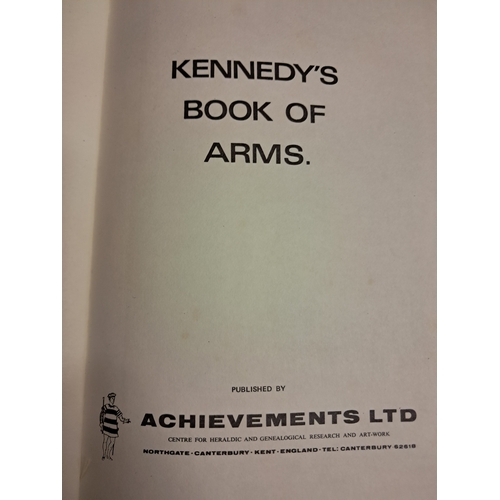 KENNEDY'S
BOOK OF
ARMS.
PUBLISHED BY
ACHIEVEMENTS LTD
CENTRE FOR HERALDIC AND GENEALOGICAL RESEARCH AND ART-WORK
NORTHGATE · CANTERBURY · KENT · ENGLAND · TEL: CANTERBURY 62618